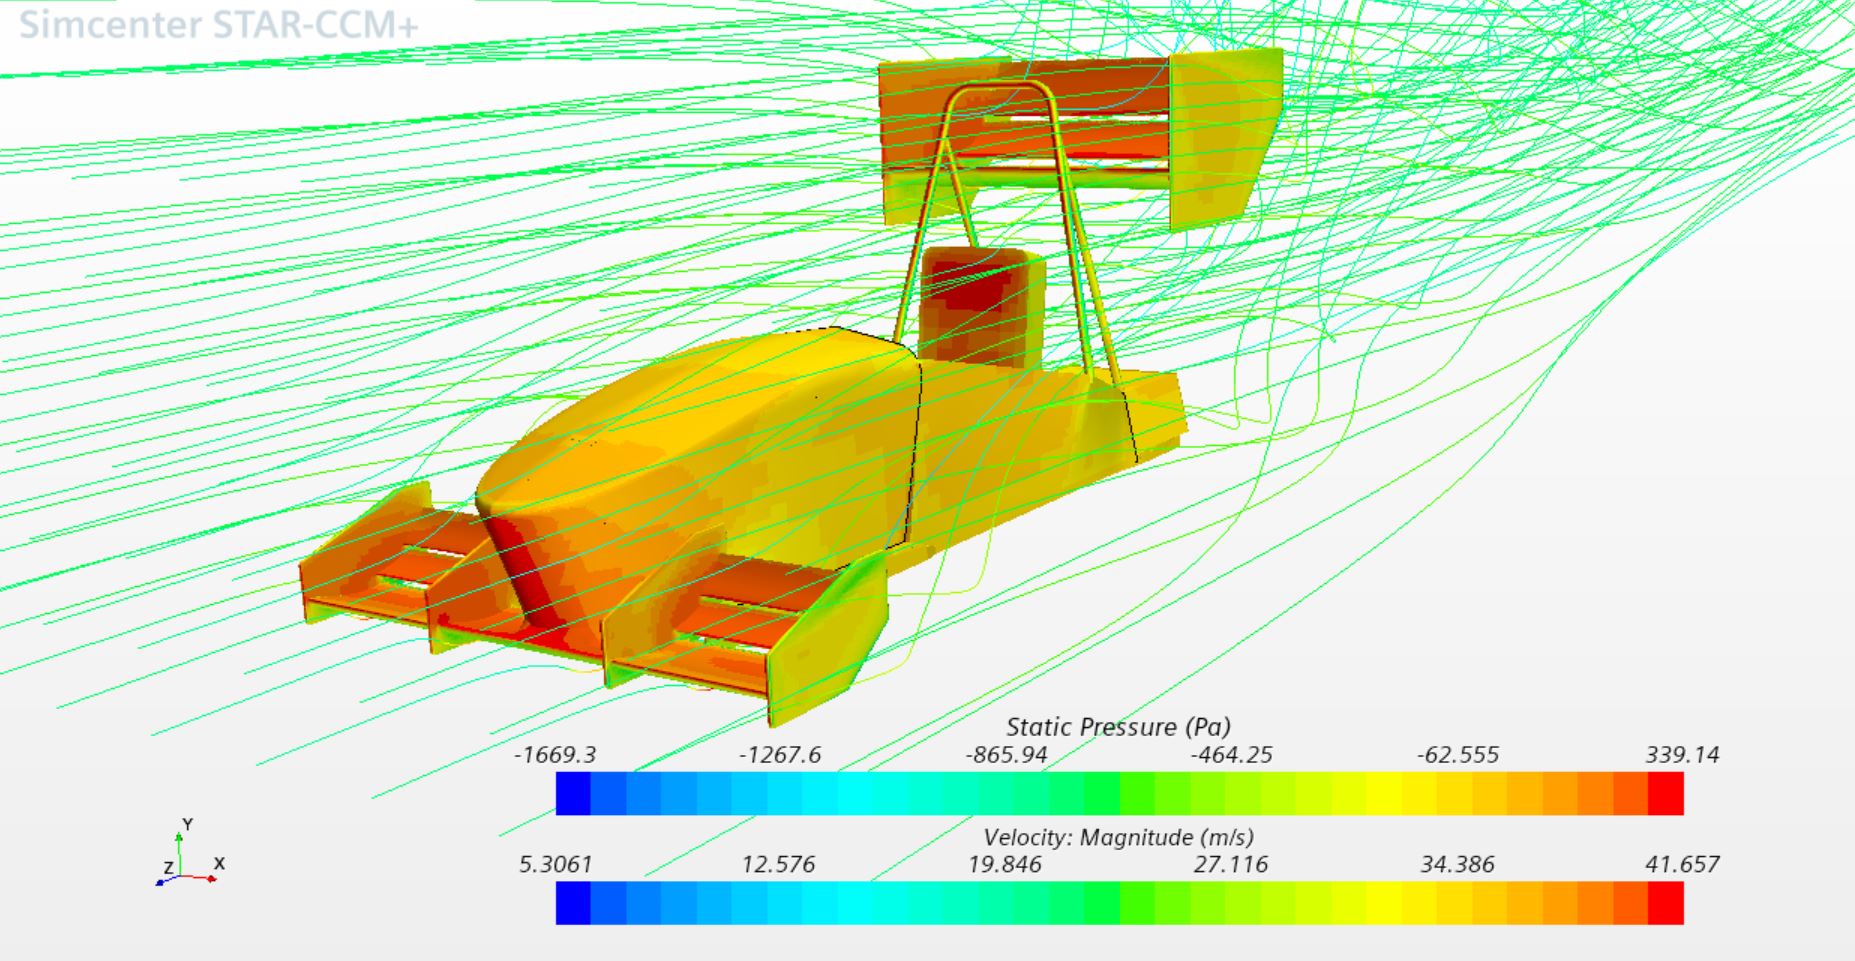 Simcenter STAR-CCM+
Static Pressure (Pa)
-1669.3 -1267.6 -865.94 -464.25 -62.555 339.14
Velocity: Magnitude (m/s)
5.3061 12.576 19.846 27.116 34.386 41.657
Y
Z X